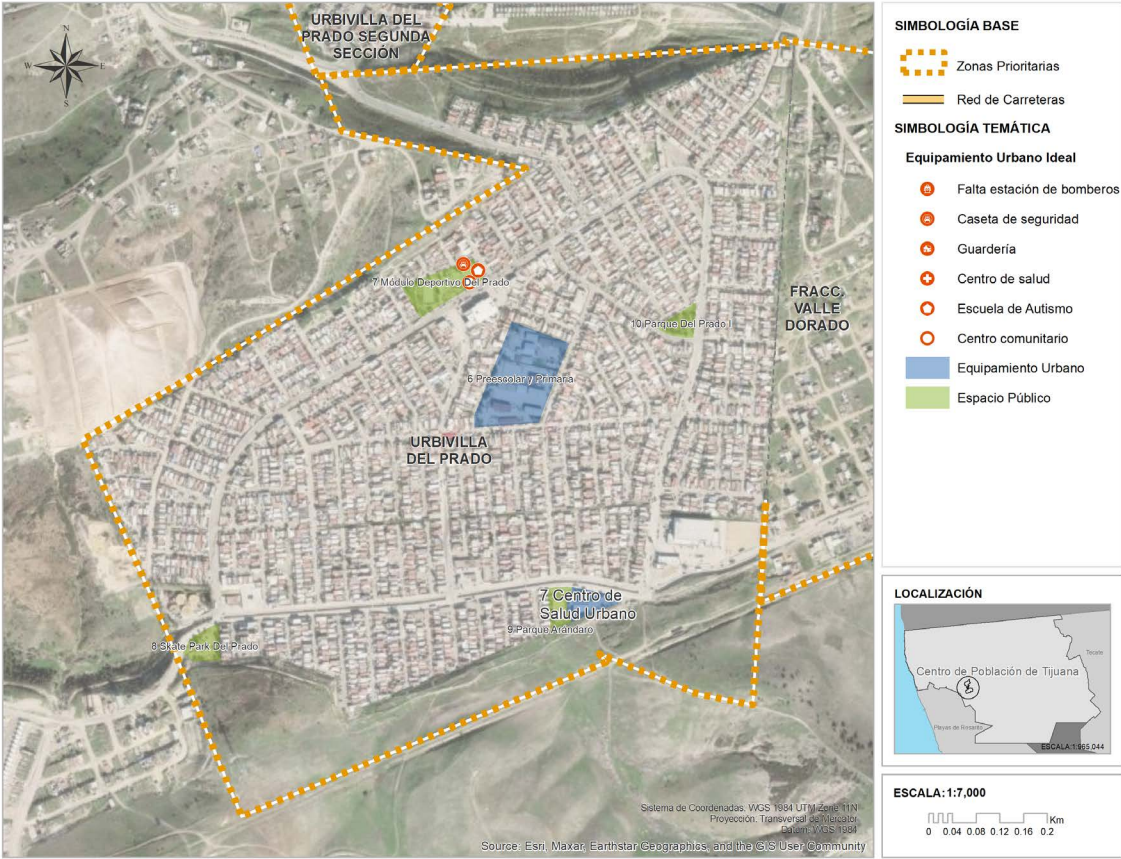 URBIVILLA DEL
PRADO SEGUNDA
SECCIÓN
N
W
E
S
7 Módulo Deportivo Del Prado
10 Parque Del Prado I
FRACC.
VALLE
DORADO
6 Preescolar y Primaria
URBIVILLA
DEL PRADO
7 Centro de
Salud Urbano
9 Parque Arandaro
8 Skate Park Del Prado
Sistema de Coordenadas: WGS 1984 UTM Zone 11N
Proyección: Transversal de Mercator
Datum: WGS 1984
Source: Esri, Maxar, Earthstar Geographics, and the GIS User Community
SIMBOLOGÍA BASE
Zonas Prioritarias
Red de Carreteras
SIMBOLOGÍA TEMÁTICA
Equipamiento Urbano Ideal
Falta estación de bomberos
Caseta de seguridad
Guardería
Centro de salud
Escuela de Autismo
Centro comunitario
Equipamiento Urbano
Espacio Público
LOCALIZACIÓN
Tecate
Centro de Población de Tijuana
Playas de Rosarito
ESCALA:1:965,044
ESCALA: 1:7,000
Km
0 0.04 0.08 0.12 0.16 0.2